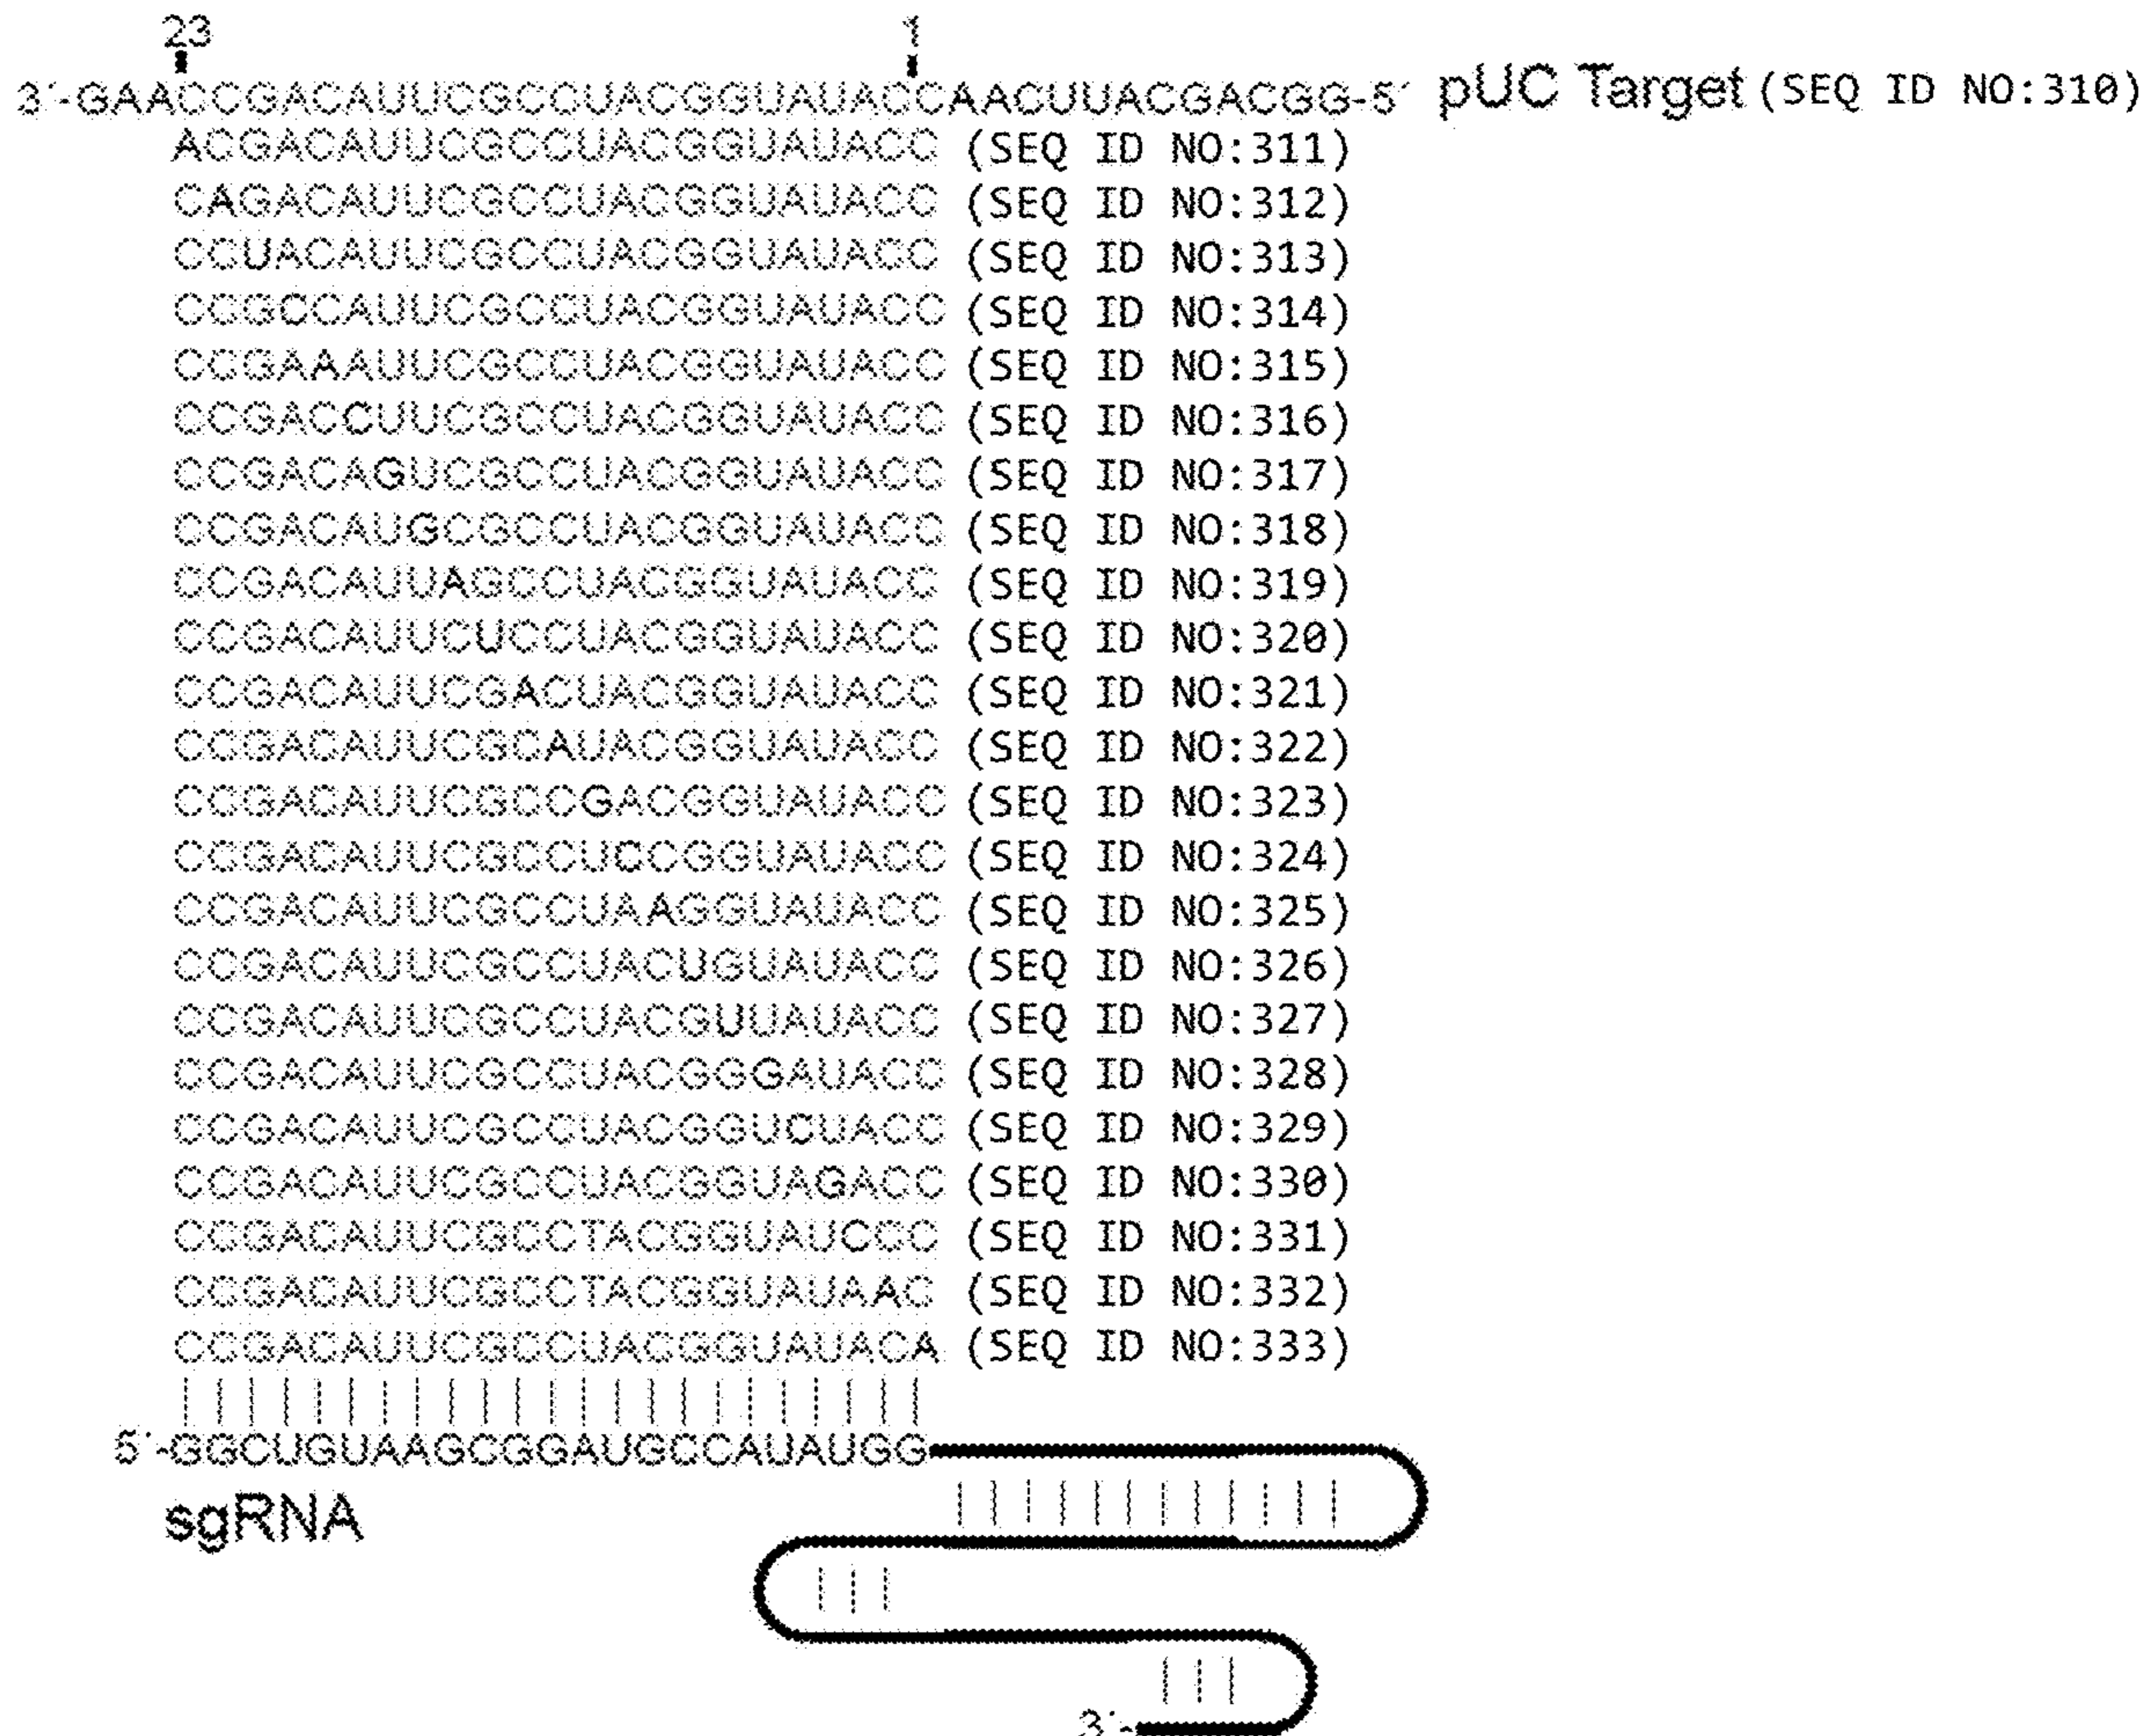 23 1
3´-GAACCGACAUUCGCCUACGGUAUACCAACUUACGACGG-5´ pUC Target (SEQ ID NO:310)
ACGACAUUCGCCUACGGUAUACC (SEQ ID NO:311)
CAGACAUUCGCCUACGGUAUACC (SEQ ID NO:312)
CCUACAUUCGCCUACGGUAUACC (SEQ ID NO:313)
CCGCCAUUCGCCUACGGUAUACC (SEQ ID NO:314)
CCGAAAUUCGCCUACGGUAUACC (SEQ ID NO:315)
CCGACCUUCGCCUACGGUAUACC (SEQ ID NO:316)
CCGACAGUCGCCUACGGUAUACC (SEQ ID NO:317)
CCGACAUGCGCCUACGGUAUACC (SEQ ID NO:318)
CCGACAUUAGCCUACGGUAUACC (SEQ ID NO:319)
CCGACAUUCUCCUACGGUAUACC (SEQ ID NO:320)
CCGACAUUCGACUACGGUAUACC (SEQ ID NO:321)
CCGACAUUCGCAUACGGUAUACC (SEQ ID NO:322)
CCGACAUUCGCCGACGGUAUACC (SEQ ID NO:323)
CCGACAUUCGCCUCCGGUAUACC (SEQ ID NO:324)
CCGACAUUCGCCUAAGGUAUACC (SEQ ID NO:325)
CCGACAUUCGCCUACUGUAUACC (SEQ ID NO:326)
CCGACAUUCGCCUACGUUAUACC (SEQ ID NO:327)
CCGACAUUCGCCUACGGGAUACC (SEQ ID NO:328)
CCGACAUUCGCCUACGGUCUACC (SEQ ID NO:329)
CCGACAUUCGCCUACGGUAGACC (SEQ ID NO:330)
CCGACAUUCGCCTACGGUAUCCC (SEQ ID NO:331)
CCGACAUUCGCCTACGGUAUAAC (SEQ ID NO:332)
CCGACAUUCGCCUACGGUAUACA (SEQ ID NO:333)
5´-GGCUGUAAGCGGAUGCCAUAUGG
sgRNA
3´-